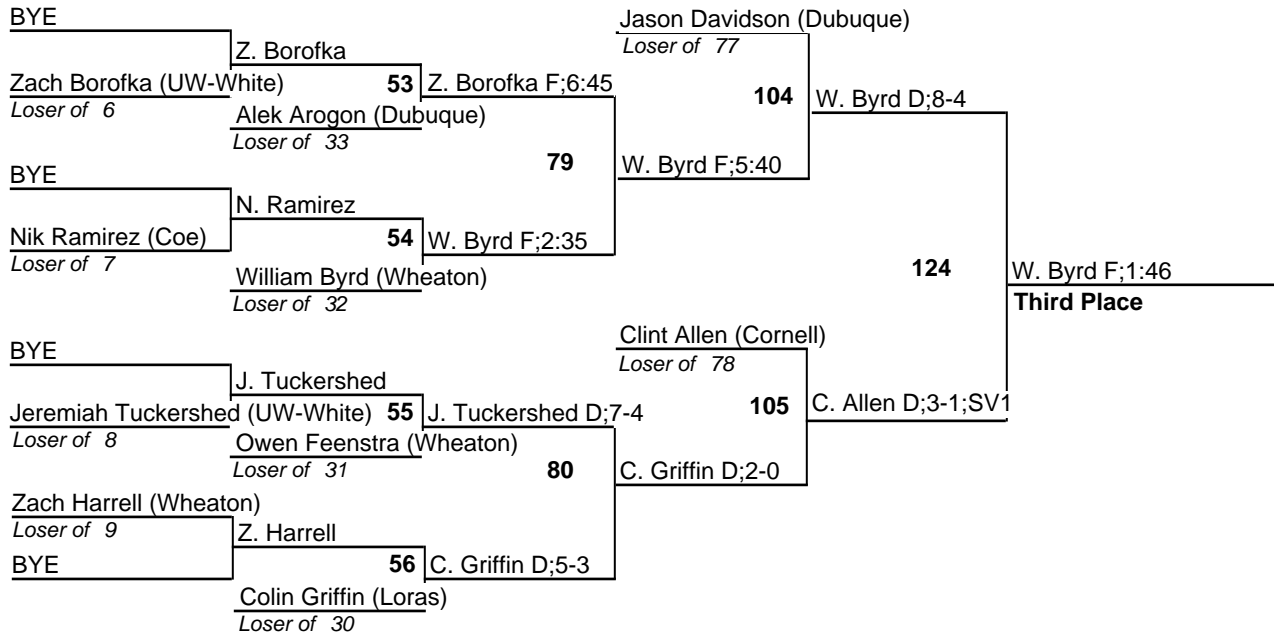 BYE
Jason Davidson (Dubuque)
Loser of 77
Z. Borofka
Zach Borofka (UW-White)
53
Z. Borofka F;6:45
Loser of 6
Alek Arogon (Dubuque)
Loser of 33
104
W. Byrd D;8-4
79
BYE
W. Byrd F;5:40
N. Ramirez
Nik Ramirez (Coe)
54
W. Byrd F;2:35
Loser of 7
William Byrd (Wheaton)
Loser of 32
124
W. Byrd F;1:46
Third Place
BYE
Clint Allen (Cornell)
Loser of 78
J. Tuckershed
Jeremiah Tuckershed (UW-White)
55
J. Tuckershed D;7-4
Loser of 8
Owen Feenstra (Wheaton)
Loser of 31
105
C. Allen D;3-1;SV1
80
C. Griffin D;2-0
Zach Harrell (Wheaton)
Loser of 9
Z. Harrell
BYE
56
C. Griffin D;5-3
Colin Griffin (Loras)
Loser of 30